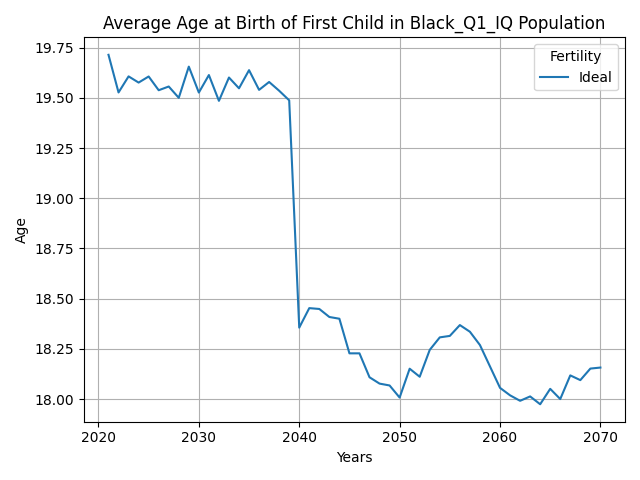 Average Age at Birth of First Child in Black_Q1_IQ Population
Fertility
Ideal
Age
19.75
19.50
19.25
19.00
18.75
18.50
18.25
18.00
2020 2030 2040 2050 2060 2070
Years